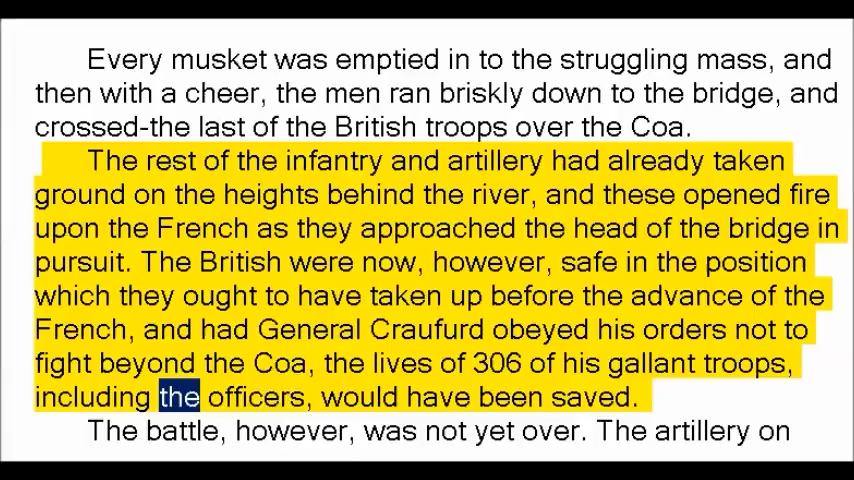 Every musket was emptied in to the struggling mass, and
then with a cheer, the men ran briskly down to the bridge, and
crossed-the last of the British troops over the Coa.
The rest of the infantry and artillery had already taken
ground on the heights behind the river, and these opened fire
upon the French as they approached the head of the bridge in
pursuit. The British were now, however, safe in the position
which they ought to have taken up before the advance of the
French, and had General Craufurd obeyed his orders not to
fight beyond the Coa, the lives of 306 of his gallant troops,
including the officers, would have been saved.
The battle, however, was not yet over. The artillery on